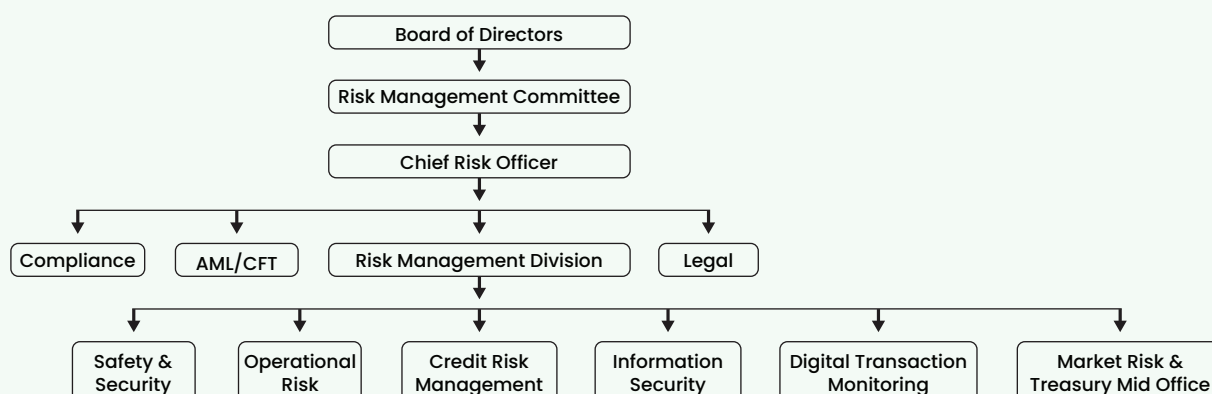 Board of Directors
Risk Management Committee
Chief Risk Officer
Compliance
AML/CFT
Risk Management Division
Legal
Safety &
Security
Operational
Risk
Credit Risk
Management
Information
Security
Digital Transaction
Monitoring
Market Risk &
Treasury Mid Office